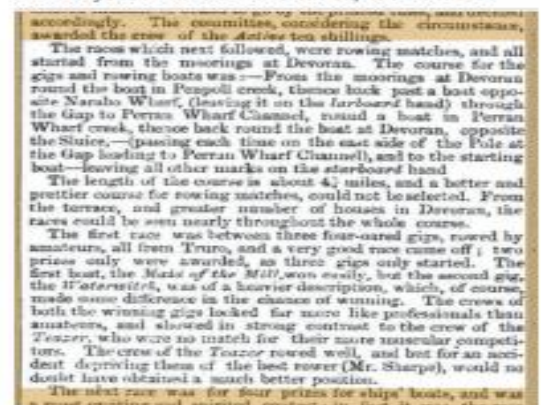 accordingly. The committee, considering the circumstance,
awarded the crew of the Active ten shillings.
The races which next followed, were rowing matches, and all
started from the moorings at Devoran. The course for the
gigs and rowing boats was:—From the moorings at Devoran
round the boat in Penpoll creek, thence back past a boat oppo-
site Narabo Wharf, (leaving it on the larboard hand) through
the Gap to Perran Wharf Channel, round a boat in Perran
Wharf creek, thence back round the boat at Devoran, opposite
the Sluice,—(passing each time on the east side of the Pole at
the Gap leading to Perran Wharf Channel), and to the starting
boat—leaving all other marks on the starboard hand
The length of the course is about 4¾ miles, and a better and
prettier course for rowing matches, could not be selected. From
the terrace, and greater number of houses in Devoran, the
races could be seen nearly throughout the whole course.
The first race was between three four-oared gigs, rowed by
amateurs, all from Truro, and a very good race came off; two
prizes only were awarded, as three gigs only started. The
first boat, the Maid of the Mill, won easily, but the second gig,
the Waterwitch, was of a heavier description, which, of course,
made some difference in the chance of winning. The crews of
both the winning gigs looked far more like professionals than
amateurs, and showed in strong contrast to the crew of the
Teazer, who were no match for their more muscular competi-
tors. The crew of the Teazer rowed well, and but for an acci-
dent depriving them of the best rower (Mr. Sharpe), would no
doubt have obtained a much better position.
The next race was for four prizes for ships' boats, and was